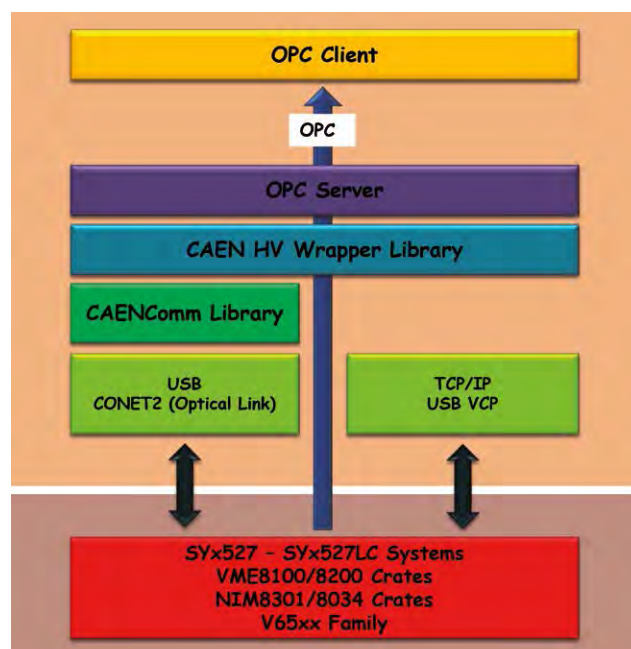 OPC Client
OPC
OPC Server
CAEN HV Wrapper Library
CAENComm Library
USB
CONET2 (Optical Link)
TCP/IP
USB VCP
SYx527 - SYx527LC Systems
VME8100/8200 Crates
NIM8301/8034 Crates
V65xx Family